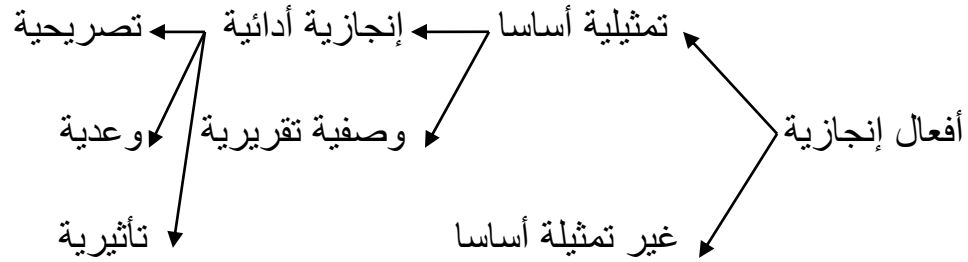 تمثيلية أساسا إنجازية أدائية تصريحية
أفعال إنجازية وصفية تقريرية وعدية
غير تمثيلة أساسا تأثيرية